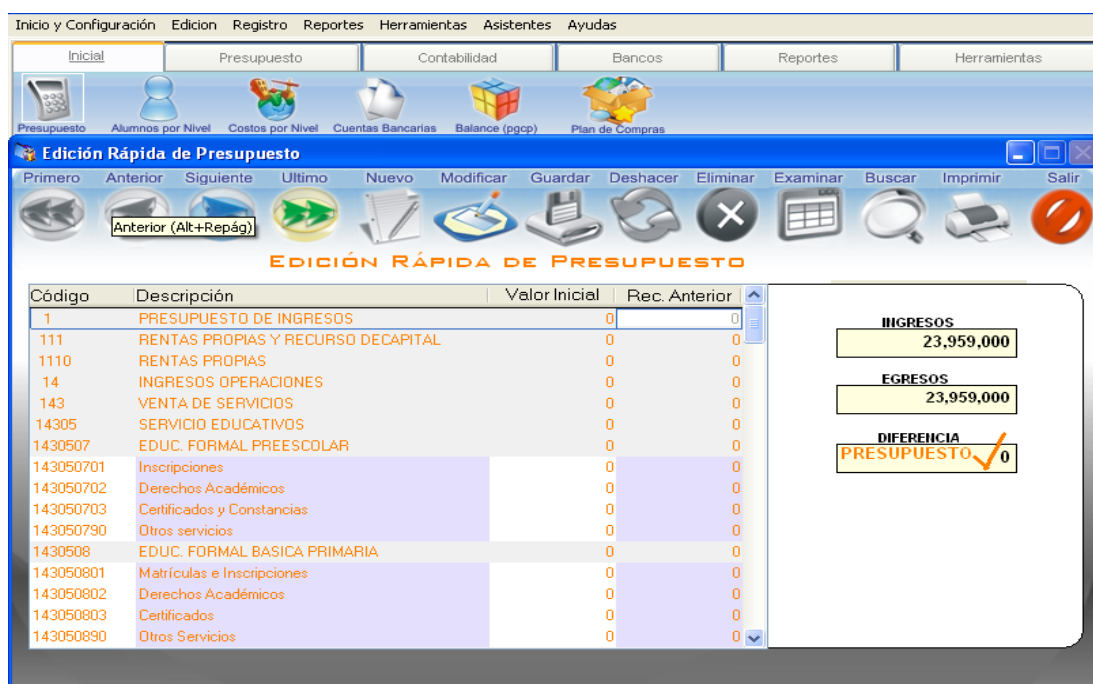 Inicio y Configuración Edicion Registro Reportes Herramientas Asistentes Ayudas
Inicial Presupuesto Contabilidad Bancos Reportes Herramientas
Presupuesto Alumnos por Nivel Costos por Nivel Cuentas Bancarias Balance (pgcp) Plan de Compras
Edición Rápida de Presupuesto
Primero Anterior Siguiente Ultimo Nuevo Modificar Guardar Deshacer Eliminar Examinar Buscar Imprimir Salir
Anterior (Alt+Repág)
EDICIÓN RÁPIDA DE PRESUPUESTO
Código Descripción Valor Inicial Rec. Anterior
1 PRESUPUESTO DE INGRESOS 0 0
111 RENTAS PROPIAS Y RECURSO DECAPITAL 0 0
1110 RENTAS PROPIAS 0 0
14 INGRESOS OPERACIONES 0 0
143 VENTA DE SERVICIOS 0 0
14305 SERVICIO EDUCATIVOS 0 0
1430507 EDUC. FORMAL PREESCOLAR 0 0
143050701 Inscripciones 0 0
143050702 Derechos Académicos 0 0
143050703 Certificados y Constancias 0 0
143050790 Otros servicios 0 0
1430508 EDUC. FORMAL BASICA PRIMARIA 0 0
143050801 Matrículas e Inscripciones 0 0
143050802 Derechos Académicos 0 0
143050803 Certificados 0 0
143050890 Otros Servicios 0 0
INGRESOS
23,959,000
EGRESOS
23,959,000
DIFERENCIA
PRESUPUESTO 0